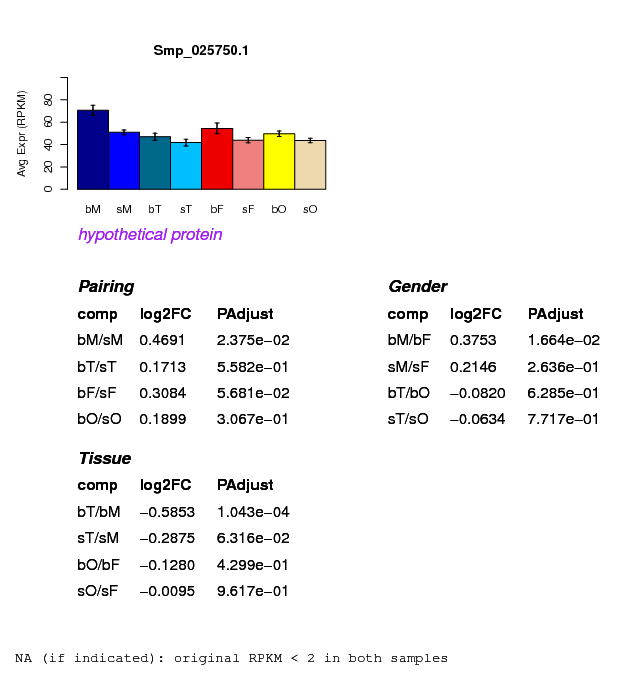 Smp_025750.1
Avg Expr (RPKM)
0 20 40 60 80
bM sM bT sT bF sF bO sO
hypothetical protein
Pairing
comp log2FC PAdjust
bM/sM 0.4691 2.375e−02
bT/sT 0.1713 5.582e−01
bF/sF 0.3084 5.681e−02
bO/sO 0.1899 3.067e−01
Gender
comp log2FC PAdjust
bM/bF 0.3753 1.664e−02
sM/sF 0.2146 2.636e−01
bT/bO −0.0820 6.285e−01
sT/sO −0.0634 7.717e−01
Tissue
comp log2FC PAdjust
bT/bM −0.5853 1.043e−04
sT/sM −0.2875 6.316e−02
bO/bF −0.1280 4.299e−01
sO/sF −0.0095 9.617e−01
NA (if indicated): original RPKM < 2 in both samples